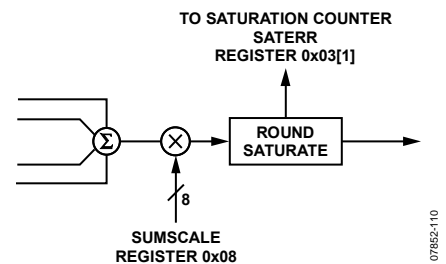 TO SATURATION COUNTER
SATERR
REGISTER 0x03[1]
Σ
×
ROUND
SATURATE
8
SUMSCALE
REGISTER 0x08
07852-110